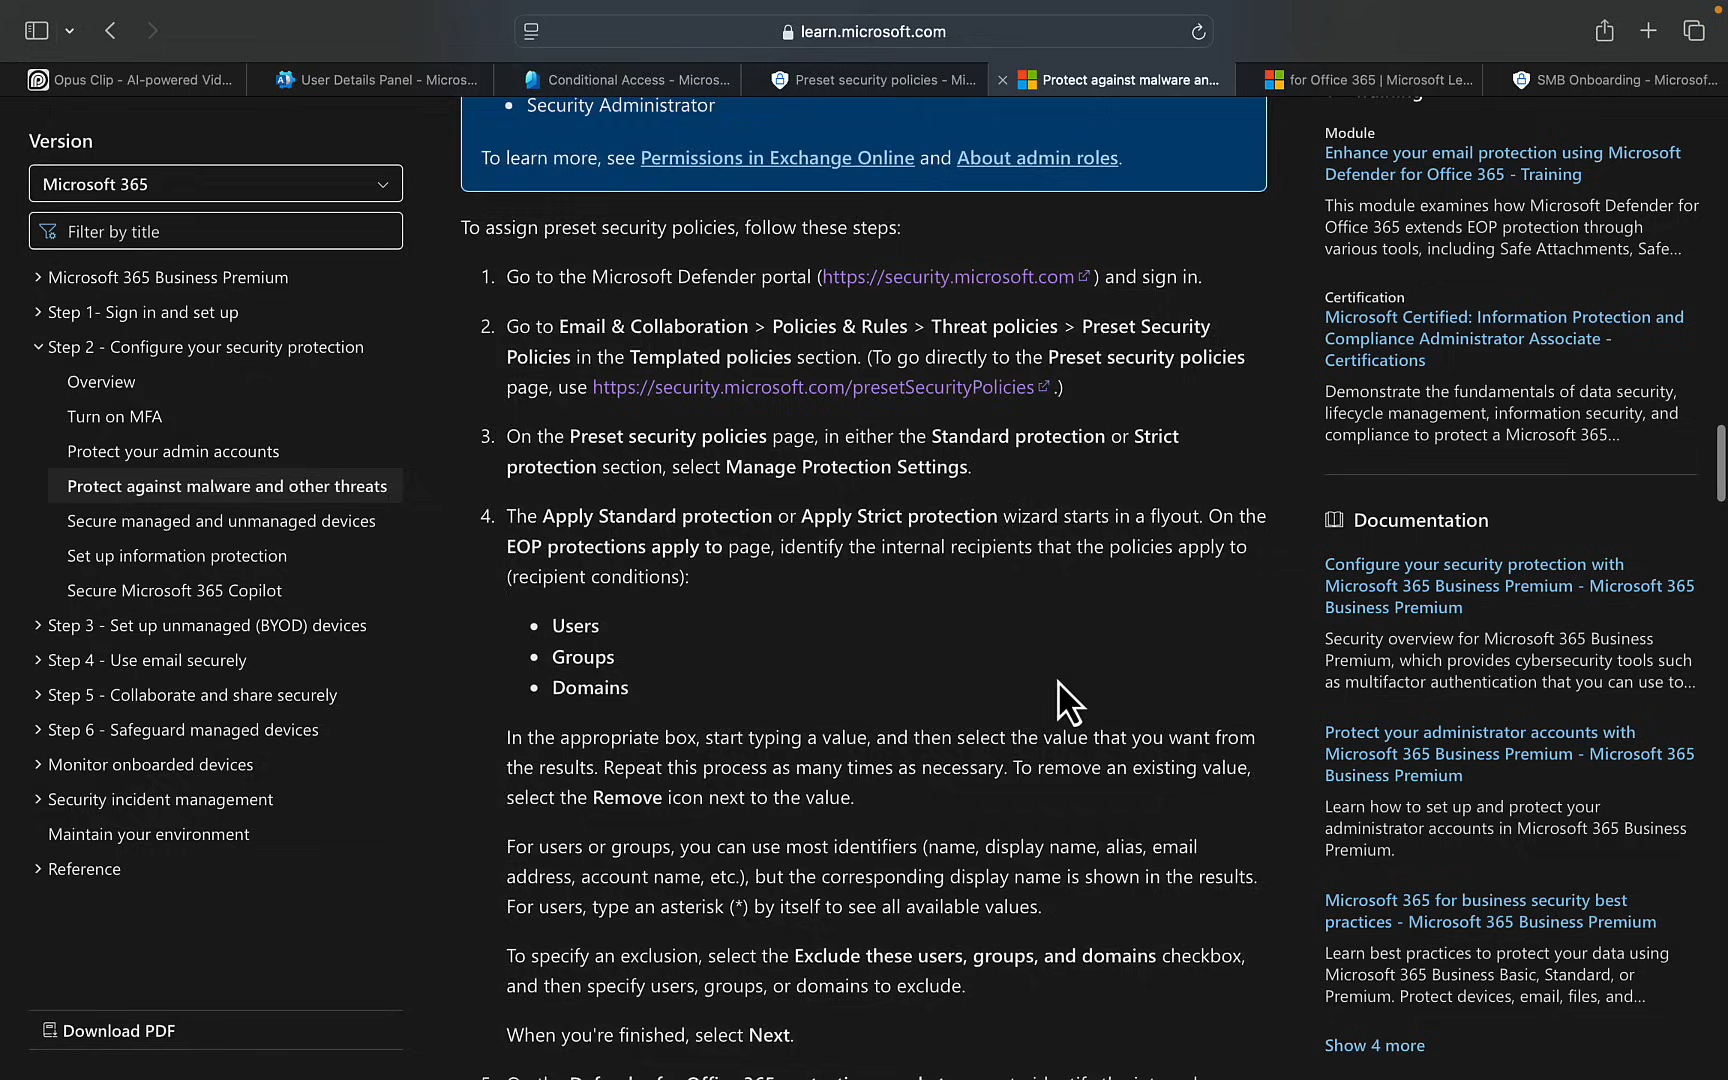 learn.microsoft.com
Opus Clip - AI-powered Vid...
User Details Panel - Micros...
Conditional Access - Micros...
Preset security policies - Mi...
Protect against malware an...
for Office 365 | Microsoft Le...
SMB Onboarding - Microsof...
Version
Microsoft 365
Filter by title
Microsoft 365 Business Premium
Step 1- Sign in and set up
Step 2 - Configure your security protection
Overview
Turn on MFA
Protect your admin accounts
Protect against malware and other threats
Secure managed and unmanaged devices
Set up information protection
Secure Microsoft 365 Copilot
Step 3 - Set up unmanaged (BYOD) devices
Step 4 - Use email securely
Step 5 - Collaborate and share securely
Step 6 - Safeguard managed devices
Monitor onboarded devices
Security incident management
Maintain your environment
Reference
Download PDF
• Security Administrator
To learn more, see Permissions in Exchange Online and About admin roles.
To assign preset security policies, follow these steps:
1. Go to the Microsoft Defender portal (https://security.microsoft.com) and sign in.
2. Go to Email & Collaboration > Policies & Rules > Threat policies > Preset Security
Policies in the Templated policies section. (To go directly to the Preset security policies
page, use https://security.microsoft.com/presetSecurityPolicies.)
3. On the Preset security policies page, in either the Standard protection or Strict
protection section, select Manage Protection Settings.
4. The Apply Standard protection or Apply Strict protection wizard starts in a flyout. On the
EOP protections apply to page, identify the internal recipients that the policies apply to
(recipient conditions):
• Users
• Groups
• Domains
In the appropriate box, start typing a value, and then select the value that you want from
the results. Repeat this process as many times as necessary. To remove an existing value,
select the Remove icon next to the value.
For users or groups, you can use most identifiers (name, display name, alias, email
address, account name, etc.), but the corresponding display name is shown in the results.
For users, type an asterisk (*) by itself to see all available values.
To specify an exclusion, select the Exclude these users, groups, and domains checkbox,
and then specify users, groups, or domains to exclude.
When you're finished, select Next.
Module
Enhance your email protection using Microsoft
Defender for Office 365 - Training
This module examines how Microsoft Defender for
Office 365 extends EOP protection through
various tools, including Safe Attachments, Safe...
Certification
Microsoft Certified: Information Protection and
Compliance Administrator Associate -
Certifications
Demonstrate the fundamentals of data security,
lifecycle management, information security, and
compliance to protect a Microsoft 365...
Documentation
Configure your security protection with
Microsoft 365 Business Premium - Microsoft 365
Business Premium
Security overview for Microsoft 365 Business
Premium, which provides cybersecurity tools such
as multifactor authentication that you can use to...
Protect your administrator accounts with
Microsoft 365 Business Premium - Microsoft 365
Business Premium
Learn how to set up and protect your
administrator accounts in Microsoft 365 Business
Premium.
Microsoft 365 for business security best
practices - Microsoft 365 Business Premium
Learn best practices to protect your data using
Microsoft 365 Business Basic, Standard, or
Premium. Protect devices, email, files, and...
Show 4 more